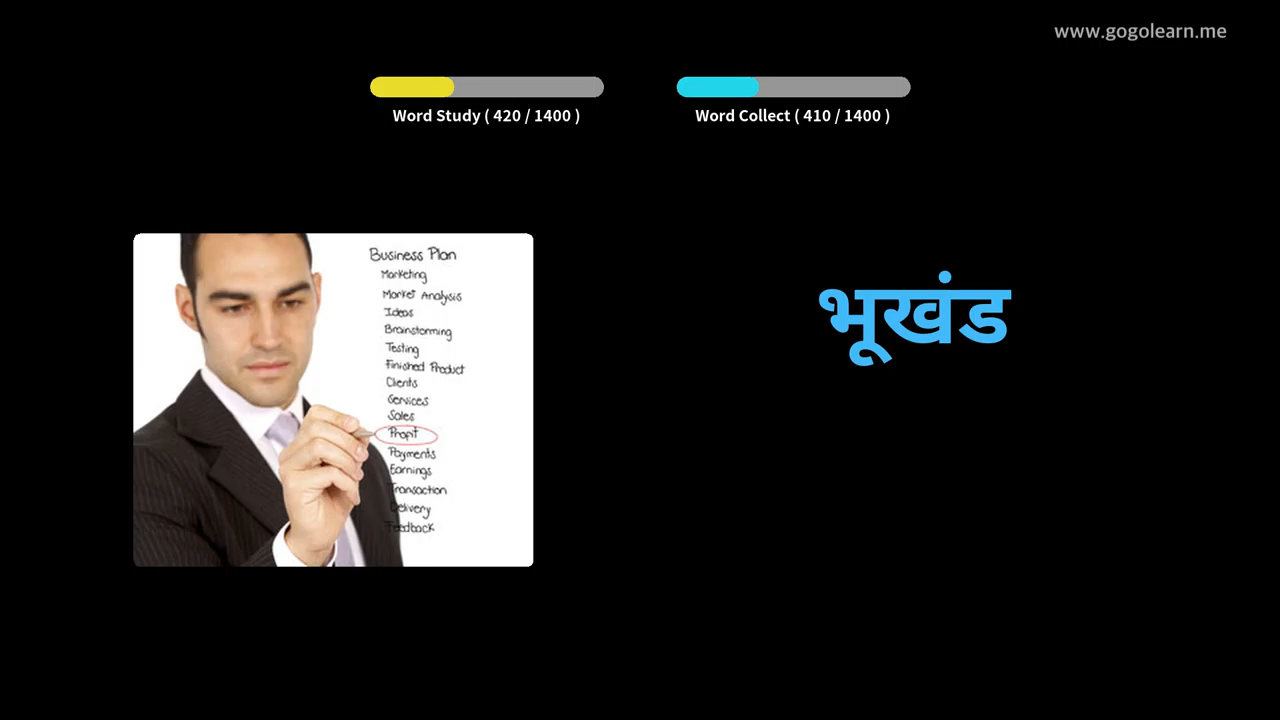 www.gogolearn.me
Word Study ( 420 / 1400 )
Word Collect ( 410 / 1400 )
Business Plan
Marketing
Market Analysis
Ideas
Brainstorming
Testing
Finished Product
Clients
Services
Sales
Profit
Payments
Earnings
Transaction
Delivery
Feedback
भूखंड